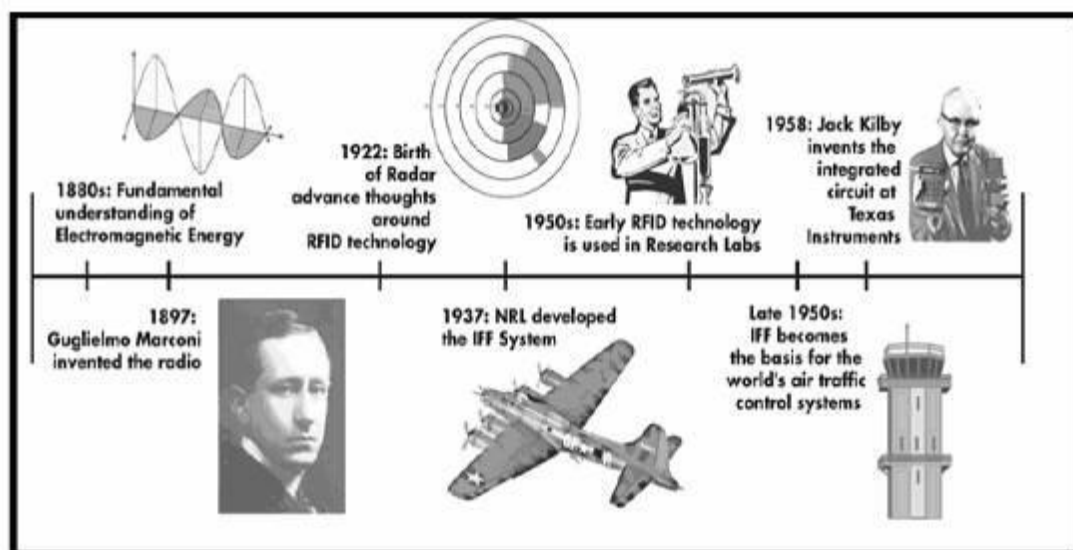 1880s: Fundamental
understanding of
Electromagnetic Energy
1922: Birth
of Radar
advance thoughts
around
RFID technology
1950s: Early RFID technology
is used in Research Labs
1958: Jack Kilby
invents the
integrated
circuit at
Texas
Instruments
1897:
Guglielmo Marconi
invented the radio
1937: NRL developed
the IFF System
Late 1950s:
IFF becomes
the basis for the
world's air traffic
control systems